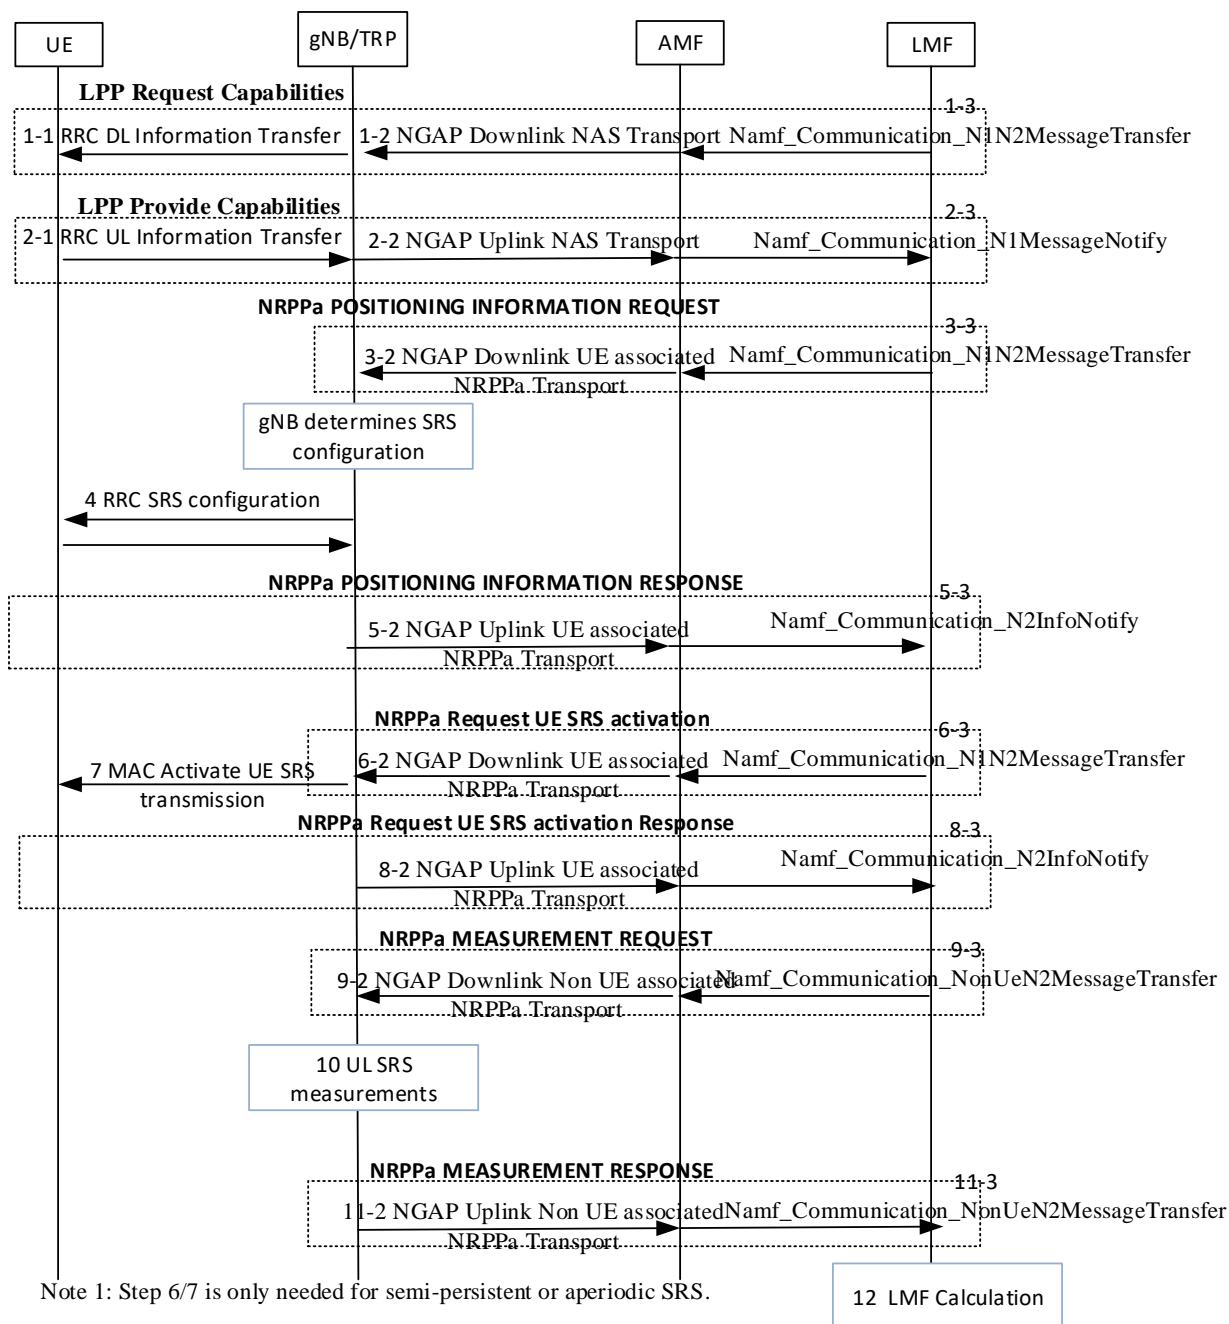 UE
gNB/TRP
AMF
LMF
LPP Request Capabilities
1-3
1-1 RRC DL Information Transfer
1-2 NGAP Downlink NAS Transport
Namf_Communication_N1N2MessageTransfer
LPP Provide Capabilities
2-3
2-1 RRC UL Information Transfer
2-2 NGAP Uplink NAS Transport
Namf_Communication_N1MessageNotify
NRPPa POSITIONING INFORMATION REQUEST
3-3
3-2 NGAP Downlink UE associated
NRPPa Transport
Namf_Communication_N1N2MessageTransfer
gNB determines SRS
configuration
4 RRC SRS configuration
NRPPa POSITIONING INFORMATION RESPONSE
5-3
5-2 NGAP Uplink UE associated
NRPPa Transport
Namf_Communication_N2InfoNotify
NRPPa Request UE SRS activation
6-3
6-2 NGAP Downlink UE associated
NRPPa Transport
Namf_Communication_N1N2MessageTransfer
7 MAC Activate UE SRS
transmission
NRPPa Request UE SRS activation Response
8-3
8-2 NGAP Uplink UE associated
NRPPa Transport
Namf_Communication_N2InfoNotify
NRPPa MEASUREMENT REQUEST
9-3
9-2 NGAP Downlink Non UE associated
NRPPa Transport
Namf_Communication_NonUeN2MessageTransfer
10 UL SRS
measurements
NRPPa MEASUREMENT RESPONSE
11-3
11-2 NGAP Uplink Non UE associated
NRPPa Transport
Namf_Communication_NonUeN2MessageTransfer
Note 1: Step 6/7 is only needed for semi-persistent or aperiodic SRS.
12 LMF Calculation